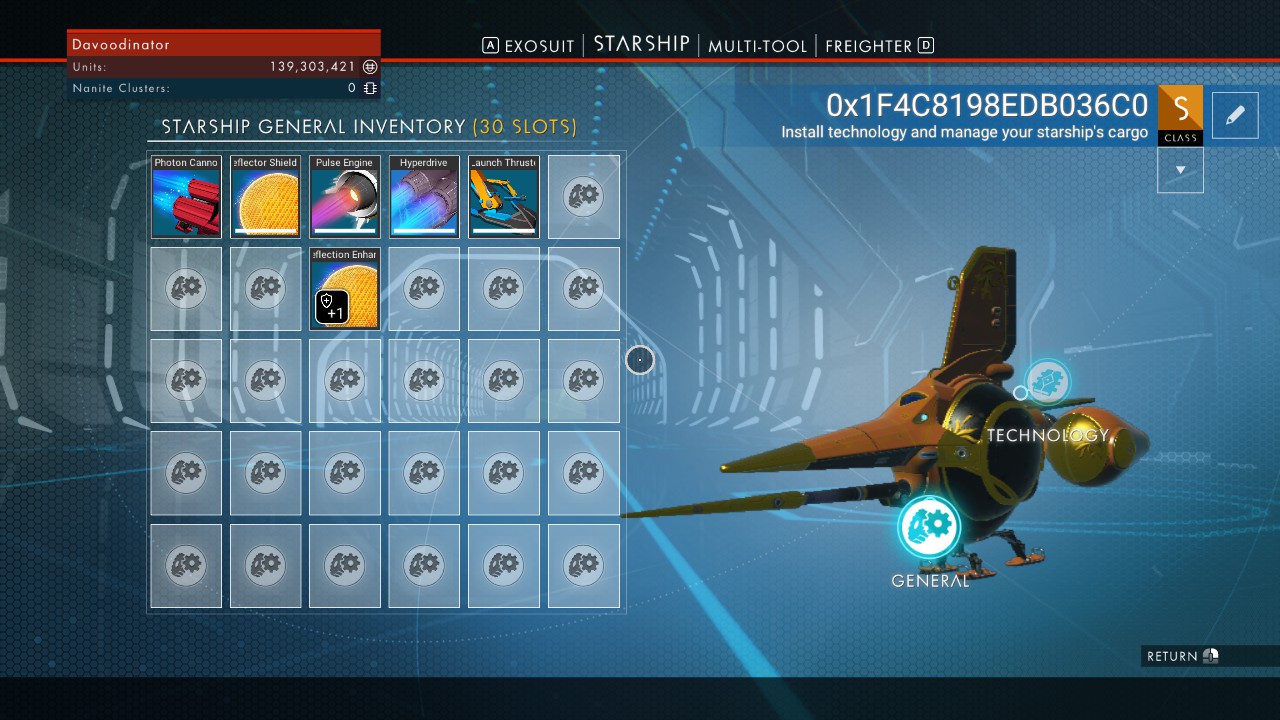 Davoodinator
Units: 139,303,421
Nanite Clusters: 0
A EXOSUIT STARSHIP MULTI-TOOL FREIGHTER D
0x1F4C8198EDB036C0
Install technology and manage your starship's cargo
S
CLASS
STARSHIP GENERAL INVENTORY (30 SLOTS)
Photon Canno eflector Shield Pulse Engine Hyperdrive Launch Thruste
eflection Enhar
+1
TECHNOLOGY
GENERAL
RETURN